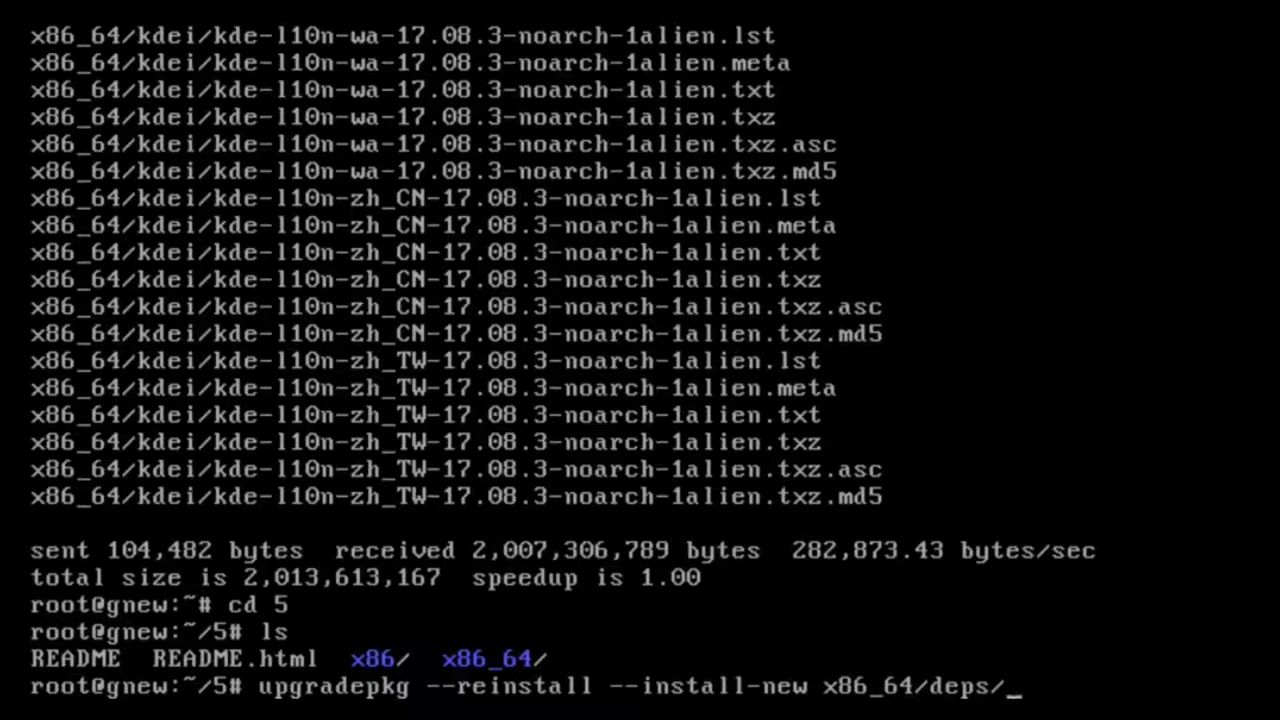 x86_64/kdei/kde-l10n-wa-17.08.3-noarch-1alien.lst
x86_64/kdei/kde-l10n-wa-17.08.3-noarch-1alien.meta
x86_64/kdei/kde-l10n-wa-17.08.3-noarch-1alien.txt
x86_64/kdei/kde-l10n-wa-17.08.3-noarch-1alien.txz
x86_64/kdei/kde-l10n-wa-17.08.3-noarch-1alien.txz.asc
x86_64/kdei/kde-l10n-wa-17.08.3-noarch-1alien.txz.md5
x86_64/kdei/kde-l10n-zh_CN-17.08.3-noarch-1alien.lst
x86_64/kdei/kde-l10n-zh_CN-17.08.3-noarch-1alien.meta
x86_64/kdei/kde-l10n-zh_CN-17.08.3-noarch-1alien.txt
x86_64/kdei/kde-l10n-zh_CN-17.08.3-noarch-1alien.txz
x86_64/kdei/kde-l10n-zh_CN-17.08.3-noarch-1alien.txz.asc
x86_64/kdei/kde-l10n-zh_CN-17.08.3-noarch-1alien.txz.md5
x86_64/kdei/kde-l10n-zh_TW-17.08.3-noarch-1alien.lst
x86_64/kdei/kde-l10n-zh_TW-17.08.3-noarch-1alien.meta
x86_64/kdei/kde-l10n-zh_TW-17.08.3-noarch-1alien.txt
x86_64/kdei/kde-l10n-zh_TW-17.08.3-noarch-1alien.txz
x86_64/kdei/kde-l10n-zh_TW-17.08.3-noarch-1alien.txz.asc
x86_64/kdei/kde-l10n-zh_TW-17.08.3-noarch-1alien.txz.md5
sent 104,482 bytes  received 2,007,306,789 bytes  282,873.43 bytes/sec
total size is 2,013,613,167  speedup is 1.00
root@gnew:~# cd 5
root@gnew:~/5# ls
README  README.html  x86/  x86_64/
root@gnew:~/5# upgradepkg --reinstall --install-new x86_64/deps/_